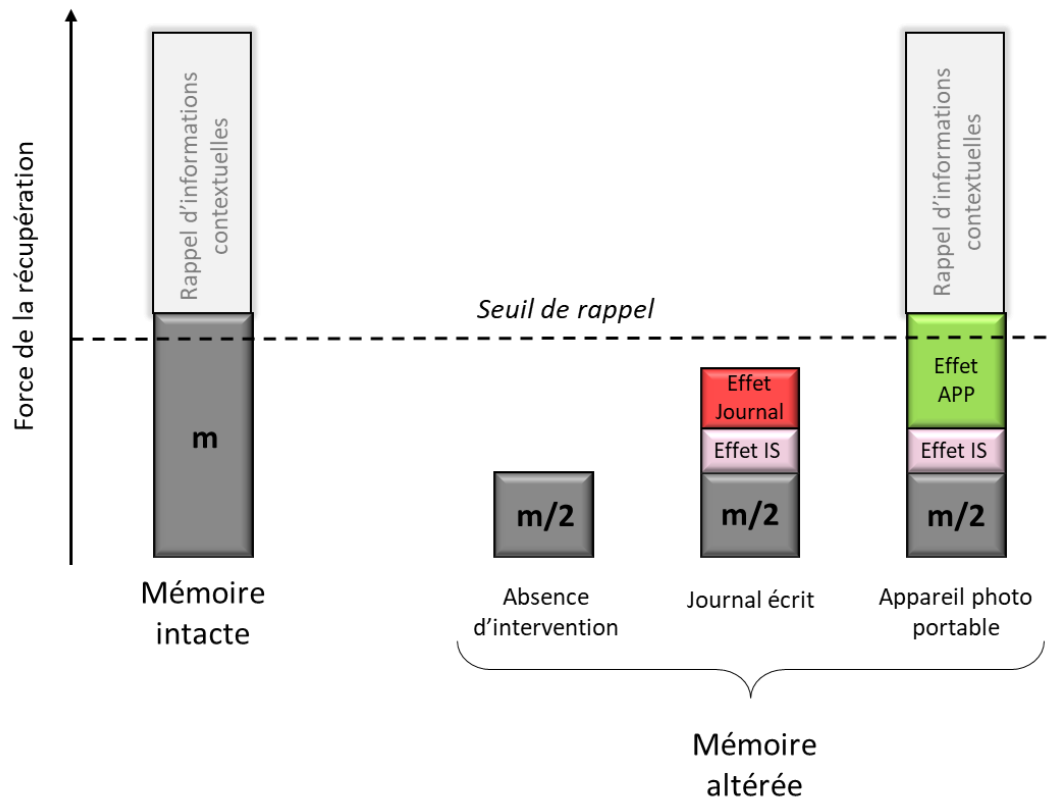 Force de la récupération
Rappel d'informations
contextuelles
m
Mémoire
intacte
Seuil de rappel
m/2
Absence
d'intervention
Effet
Journal
Effet IS
m/2
Journal écrit
Rappel d'informations
contextuelles
Effet
APP
Effet IS
m/2
Appareil photo
portable
Mémoire
altérée